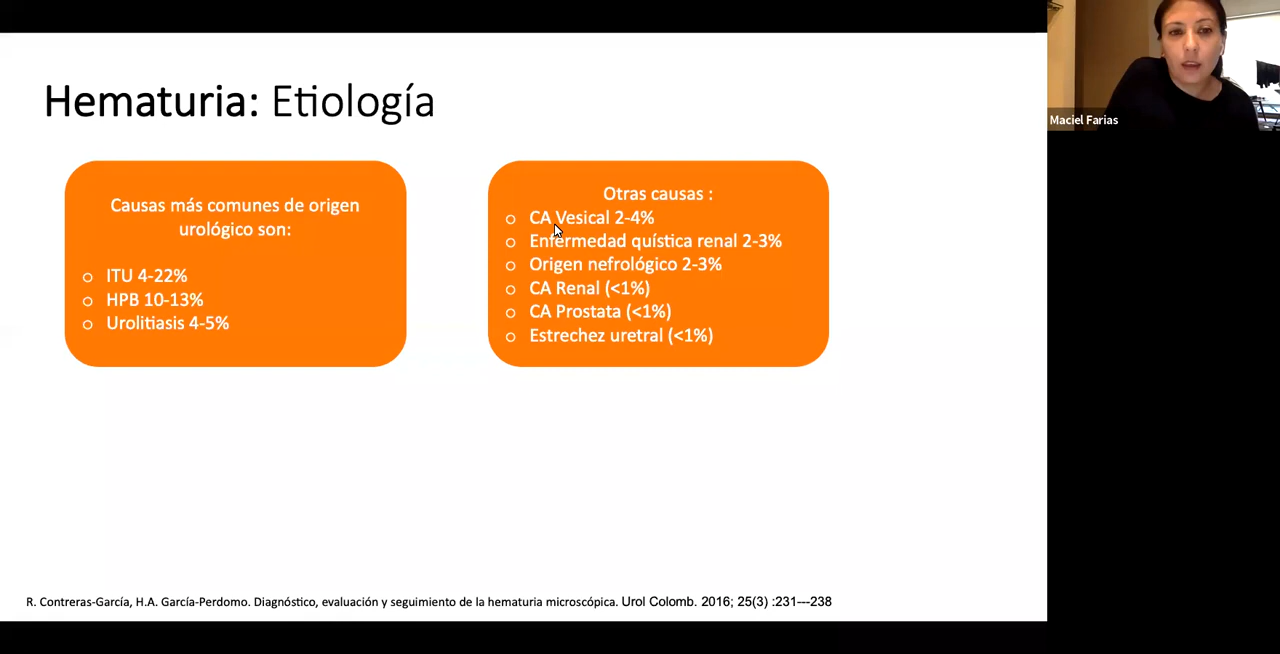 Hematuria: Etiología
Causas más comunes de origen
urológico son:
o ITU 4-22%
o HPB 10-13%
o Urolitiasis 4-5%
Otras causas :
o CA Vesical 2-4%
o Enfermedad quística renal 2-3%
o Origen nefrológico 2-3%
o CA Renal (<1%)
o CA Prostata (<1%)
o Estrechez uretral (<1%)
Maciel Farias
R. Contreras-García, H.A. García-Perdomo. Diagnóstico, evaluación y seguimiento de la hematuria microscópica. Urol Colomb. 2016; 25(3) :231---238